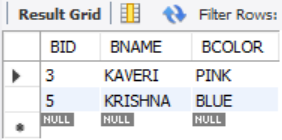 Result Grid Filter Rows:
BID BNAME BCOLOR
3 KAVERI PINK
5 KRISHNA BLUE
NULL NULL NULL